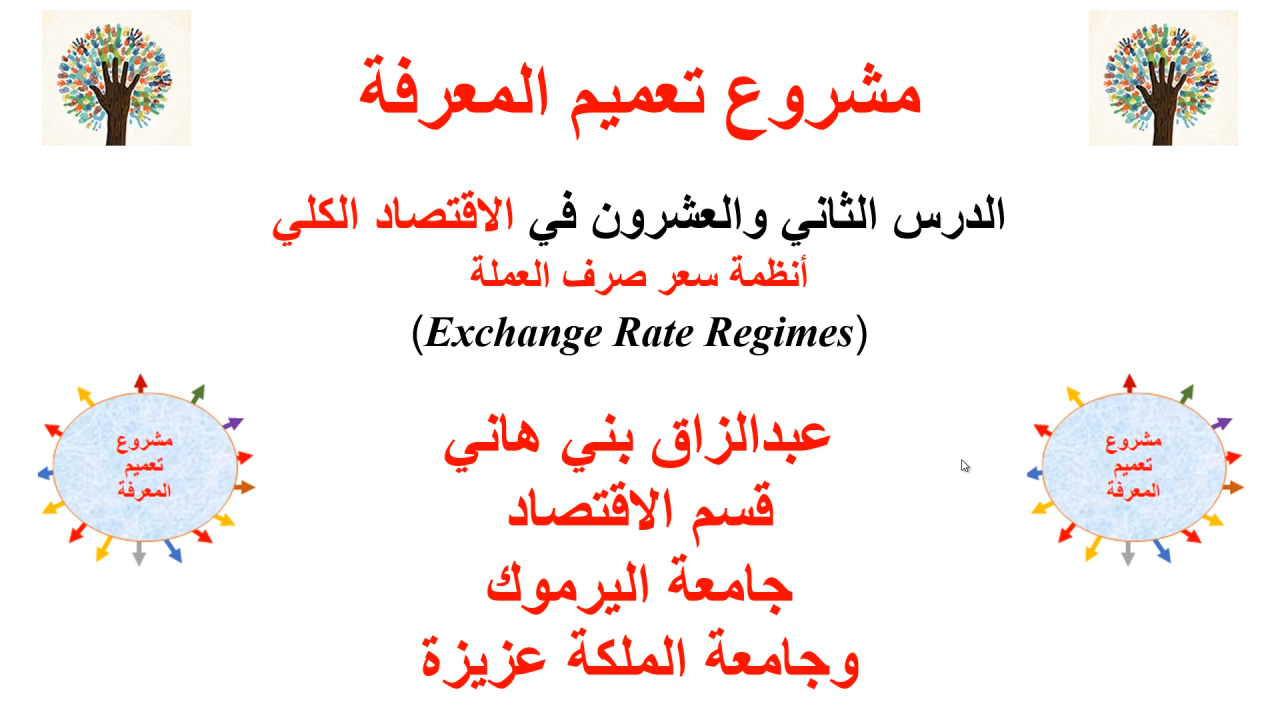 مشروع تعميم المعرفة
الدرس الثاني والعشرون في الاقتصاد الكلي
أنظمة سعر صرف العملة
(Exchange Rate Regimes)
عبدالزاق بني هاني
قسم الاقتصاد
جامعة اليرموك
وجامعة الملكة عزيزة
مشروع
تعميم
المعرفة
مشروع
تعميم
المعرفة